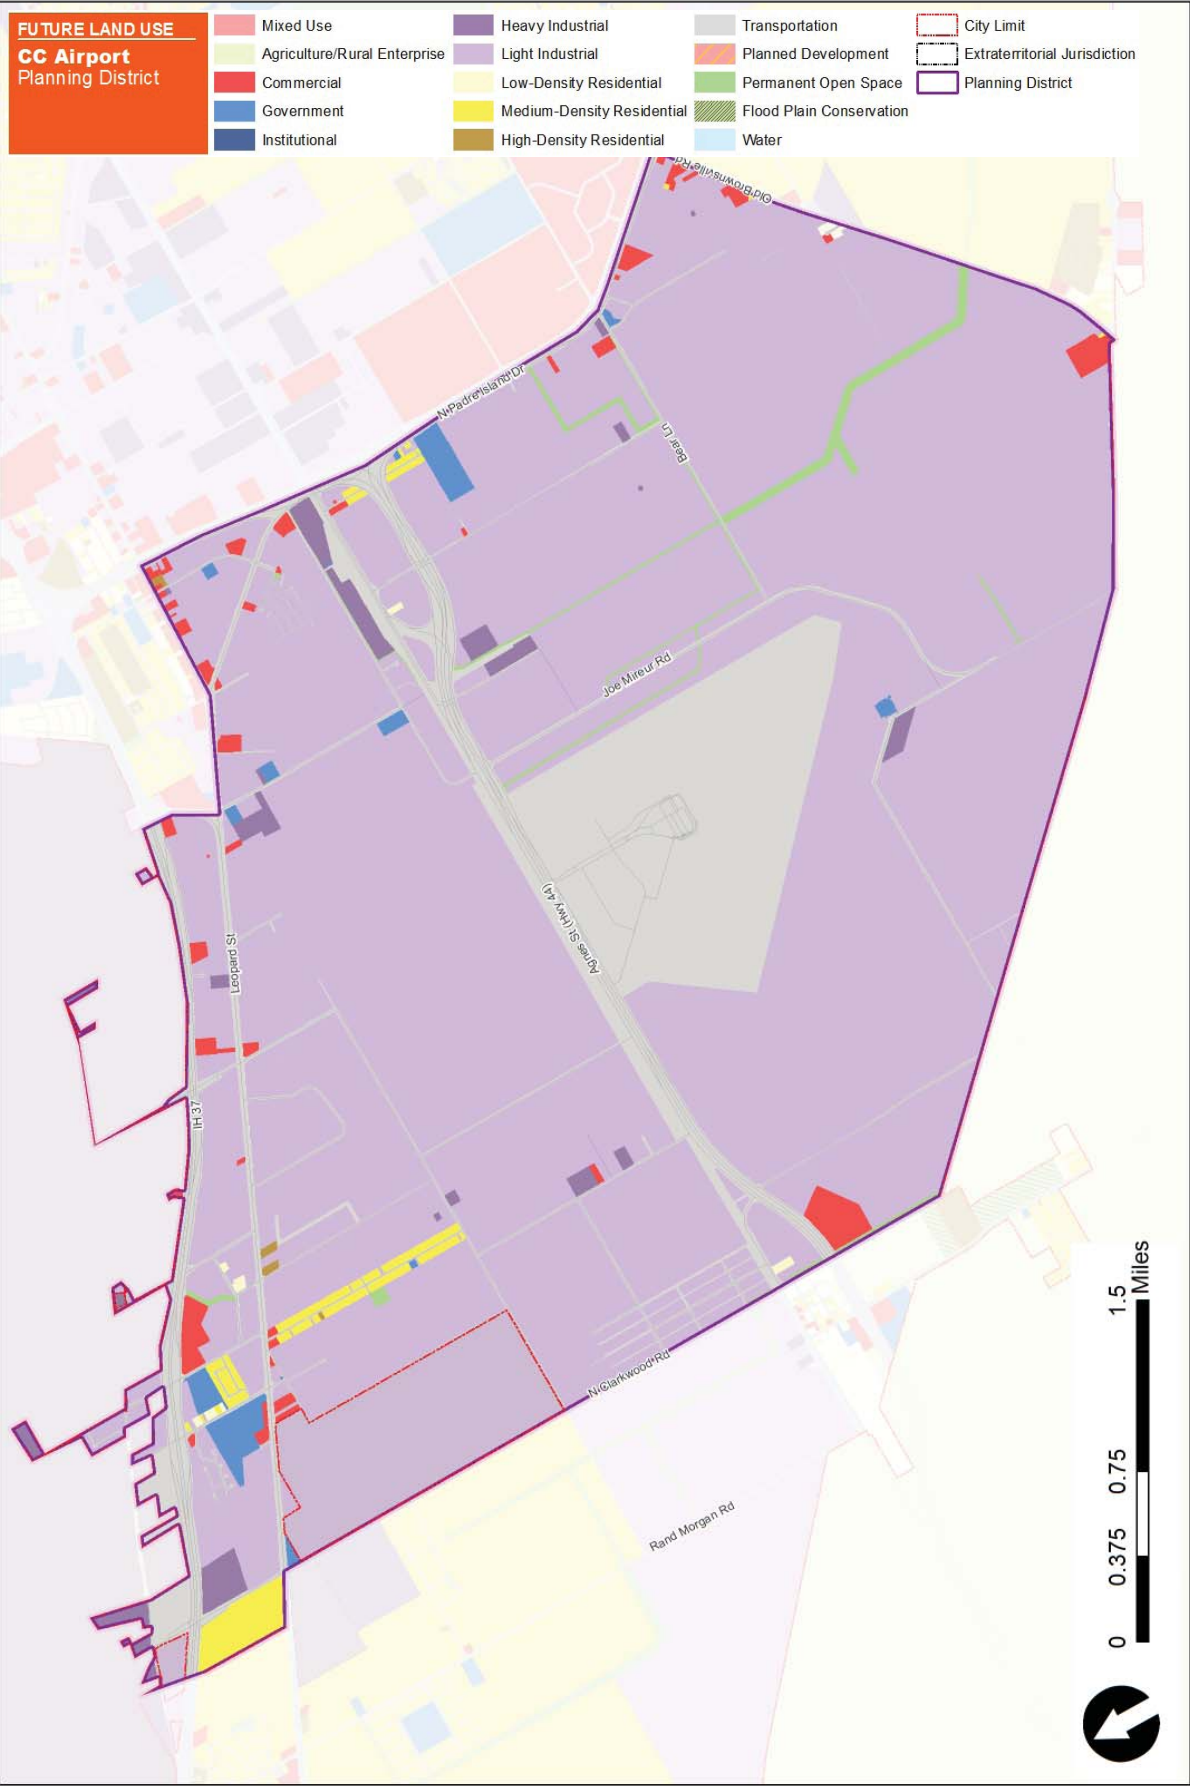 FUTURE LAND USE
CC Airport
Planning District
Mixed Use
Agriculture/Rural Enterprise
Commercial
Government
Institutional
Heavy Industrial
Light Industrial
Low-Density Residential
Medium-Density Residential
High-Density Residential
Transportation
Planned Development
Permanent Open Space
Flood Plain Conservation
Water
City Limit
Extraterritorial Jurisdiction
Planning District
Old Brownsville Rd
N Padre Island Dr
Bear Ln
Joe Mireur Rd
Agnes St (Hwy 44)
Leopard St
IH 37
N Clarkwood Rd
Rand Morgan Rd
0 0.375 0.75 1.5
Miles